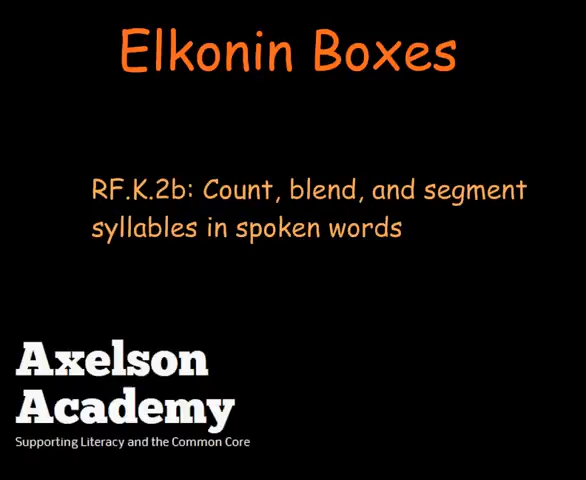 Elkonin Boxes
RF.K.2b: Count, blend, and segment
syllables in spoken words
Axelson
Academy
Supporting Literacy and the Common Core